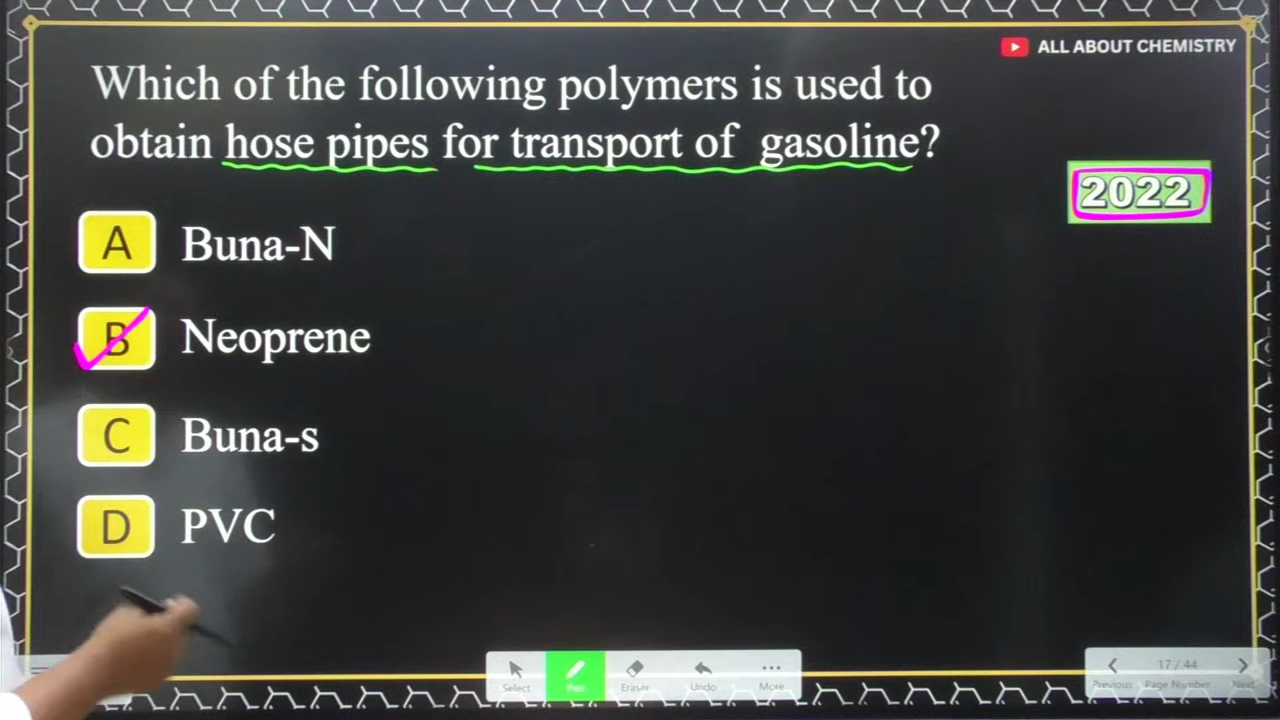 ALL ABOUT CHEMISTRY
Which of the following polymers is used to
obtain hose pipes for transport of gasoline?
2022
A Buna-N
B Neoprene
C Buna-s
D PVC
Select Pen Eraser Undo More
17 / 44
Previous Page Number Next